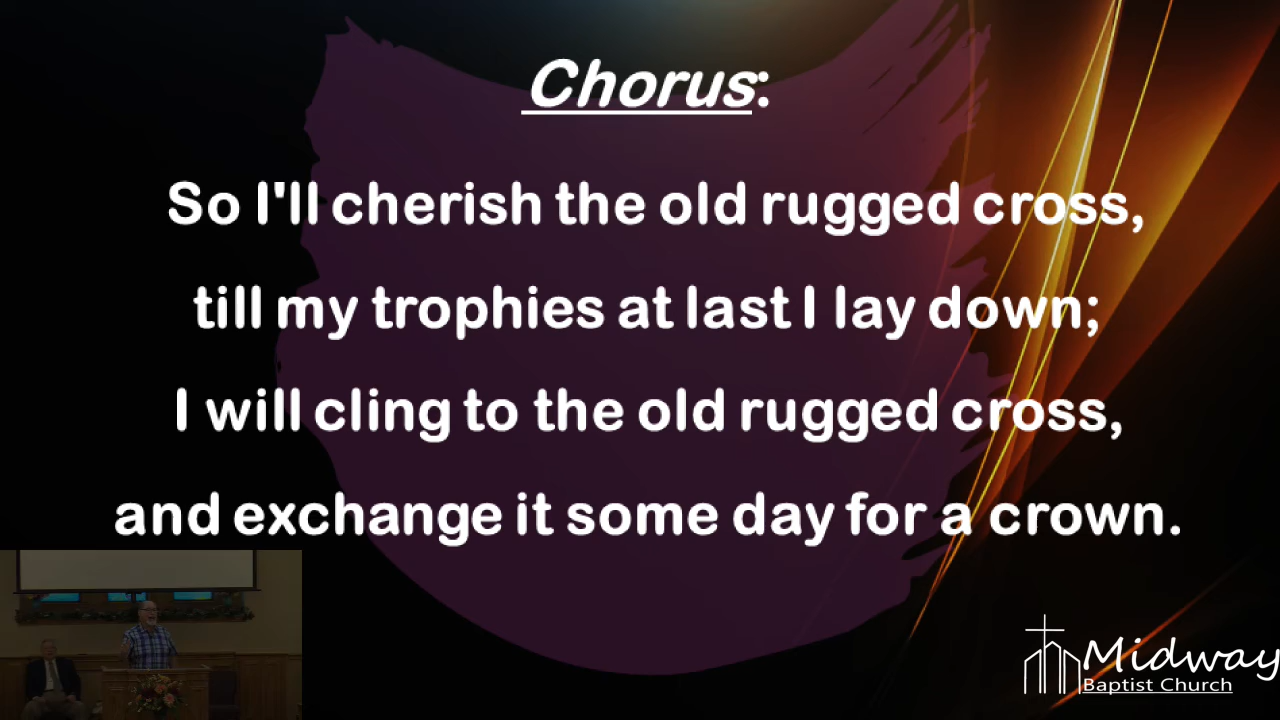 Chorus:
So I'll cherish the old rugged cross,
till my trophies at last I lay down;
I will cling to the old rugged cross,
and exchange it some day for a crown.
Midway
Baptist Church